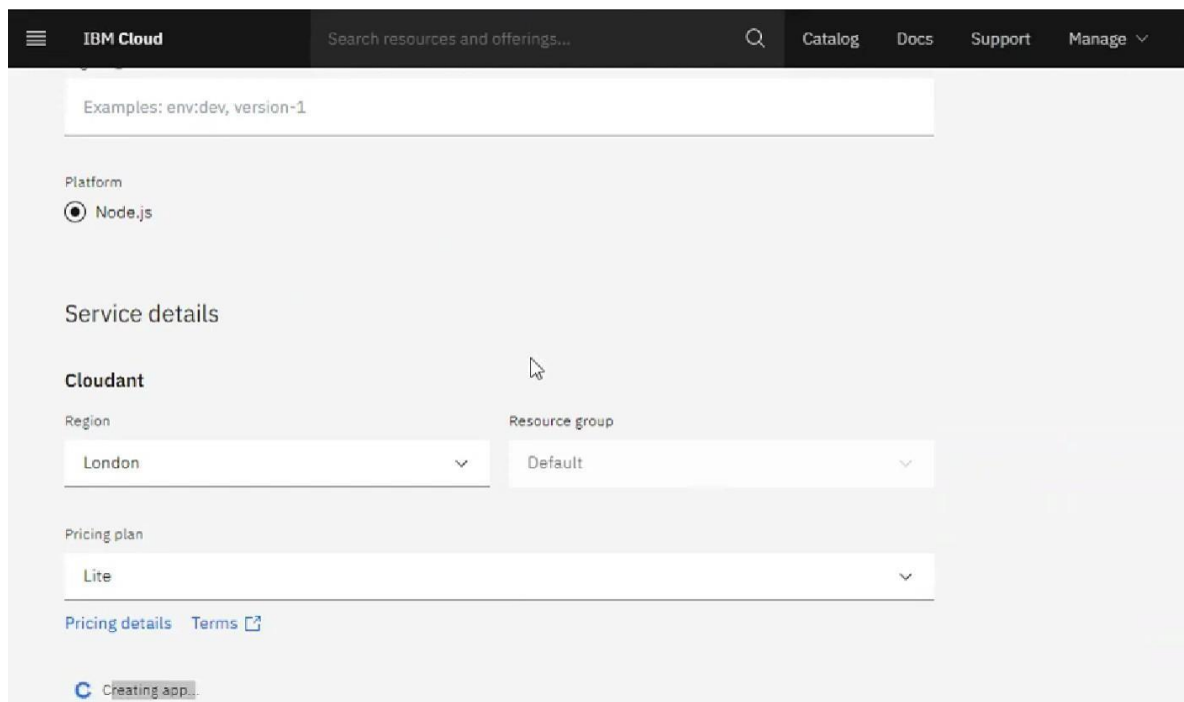 IBM Cloud Search resources and offerings... Catalog Docs Support Manage
Examples: env:dev, version-1
Platform
Node.js
Service details
Cloudant
Region Resource group
London Default
Pricing plan
Lite
Pricing details Terms
Creating app...